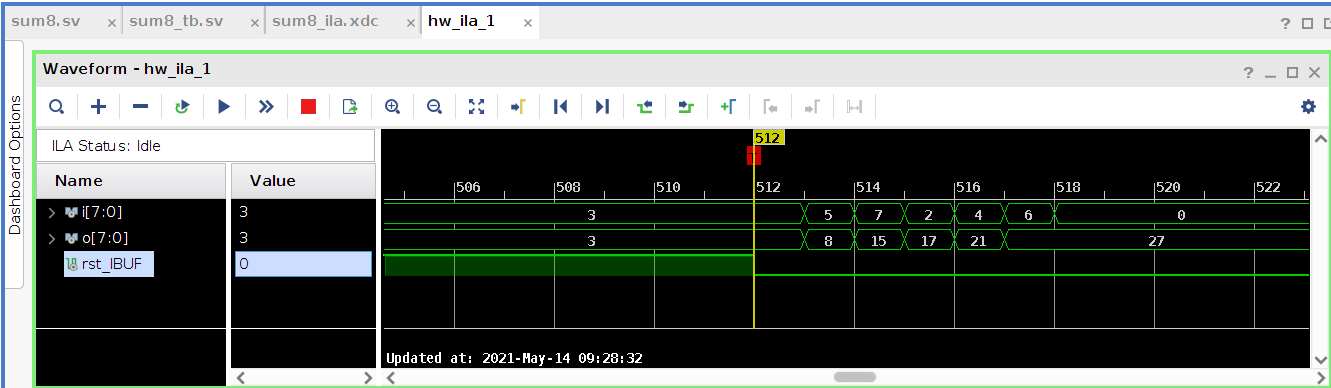 sum8.sv × sum8_tb.sv × sum8_ila.xdc × hw_ila_1 × ?
Dashboard Options
Waveform - hw_ila_1 ? _ ×
ILA Status: Idle
Name Value
512
506 508 510 512 514 516 518 520 522
i[7:0] 3 3 5 7 2 4 6 0
o[7:0] 3 3 8 15 17 21 27
rst_IBUF 0
Updated at: 2021-May-14 09:28:32